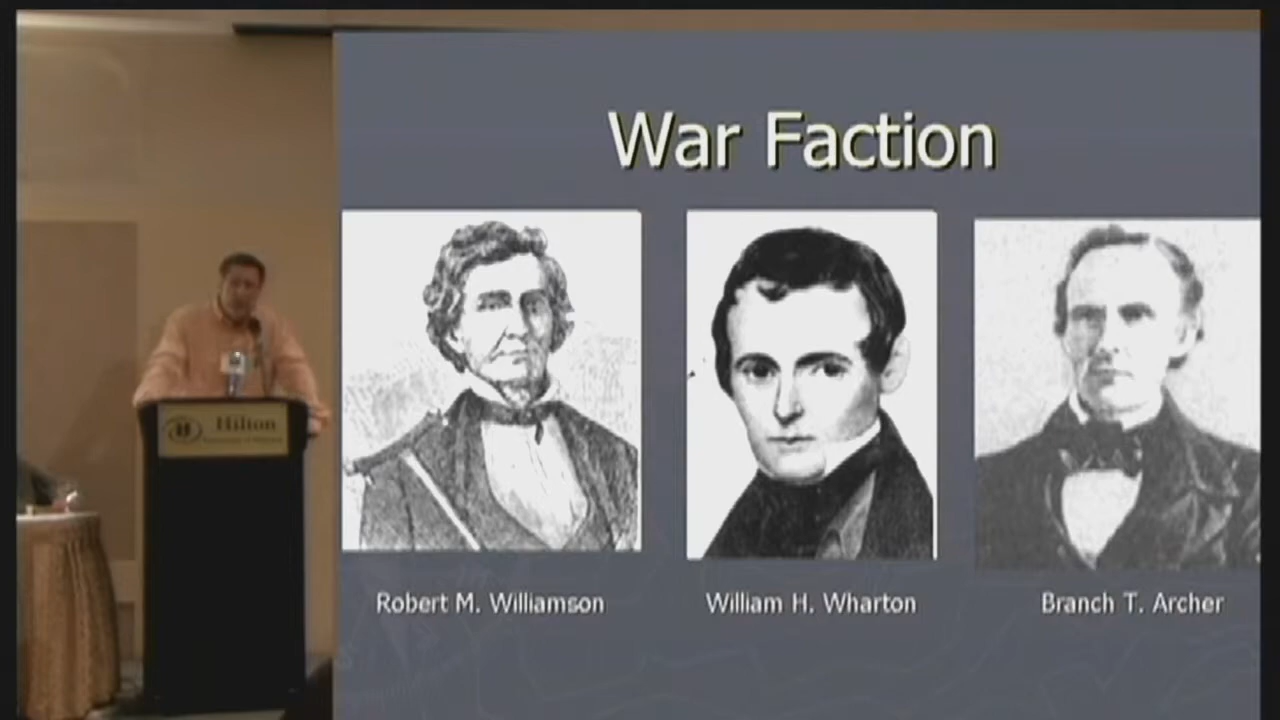 War Faction
Hilton
Robert M. Williamson
William H. Wharton
Branch T. Archer